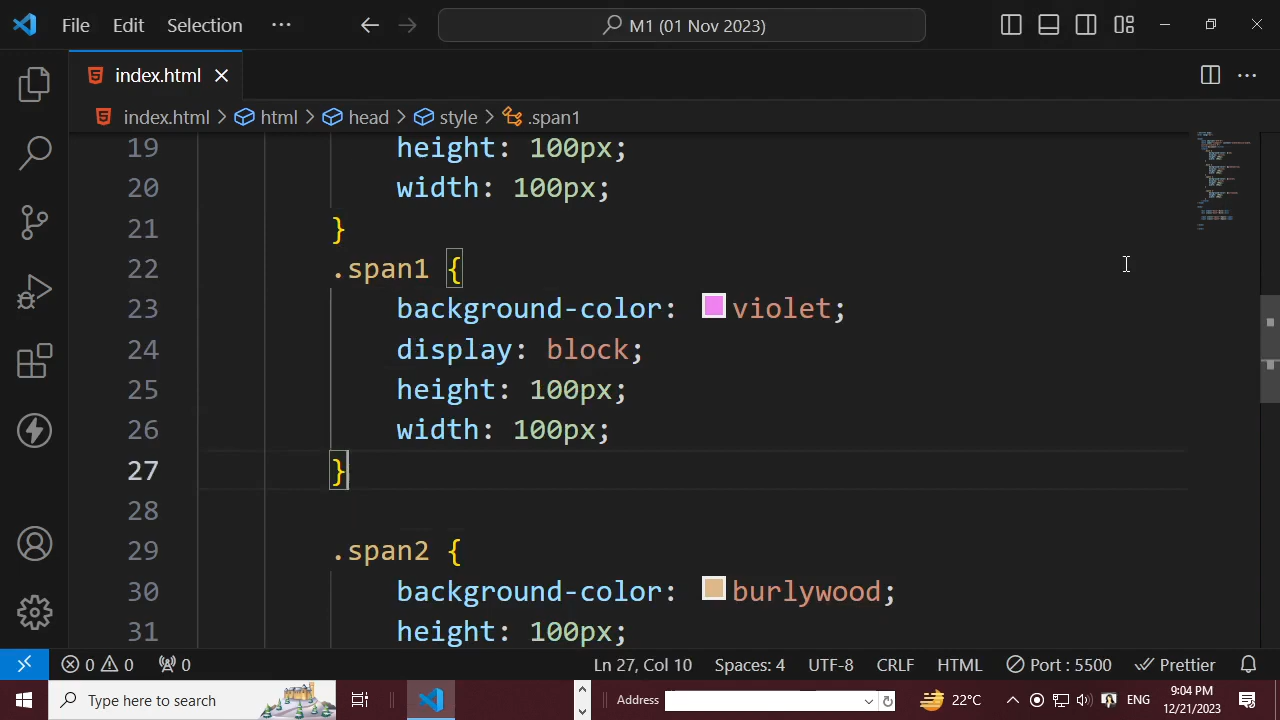 File Edit Selection ··· M1 (01 Nov 2023)
index.html
index.html > html > head > style > .span1
19 height: 100px;
20 width: 100px;
21 }
22 .span1 {
23 background-color: violet;
24 display: block;
25 height: 100px;
26 width: 100px;
27 }
28
29 .span2 {
30 background-color: burlywood;
31 height: 100px;
0 0 0 Ln 27, Col 10 Spaces: 4 UTF-8 CRLF HTML Port : 5500 Prettier
Type here to search Address 22°C ENG 9:04 PM
12/21/2023